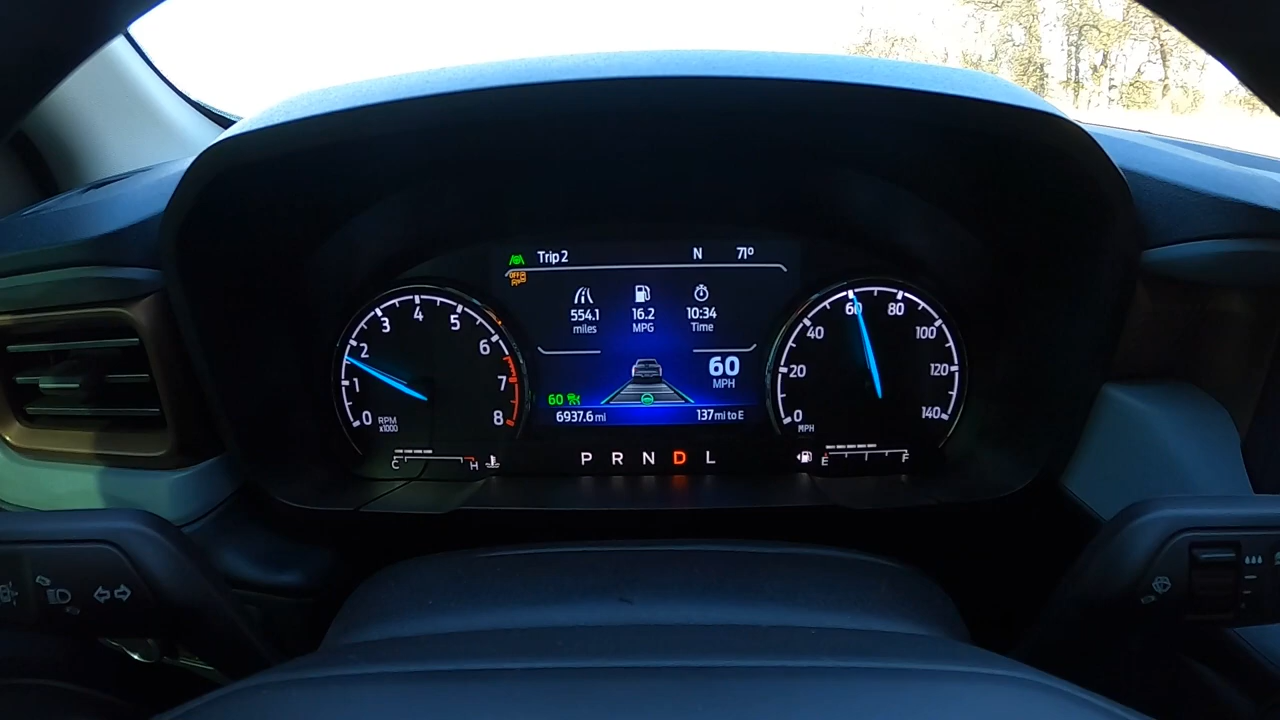 Trip 2 N 71°
OFF
554.1 16.2 10:34
miles MPG Time
60
MPH
60
6937.6 mi 137 mi to E
0 1 2 3 4 5 6 7 8
RPM
x1000
0 20 40 60 80 100 120 140
MPH
C H
P R N D L
E F